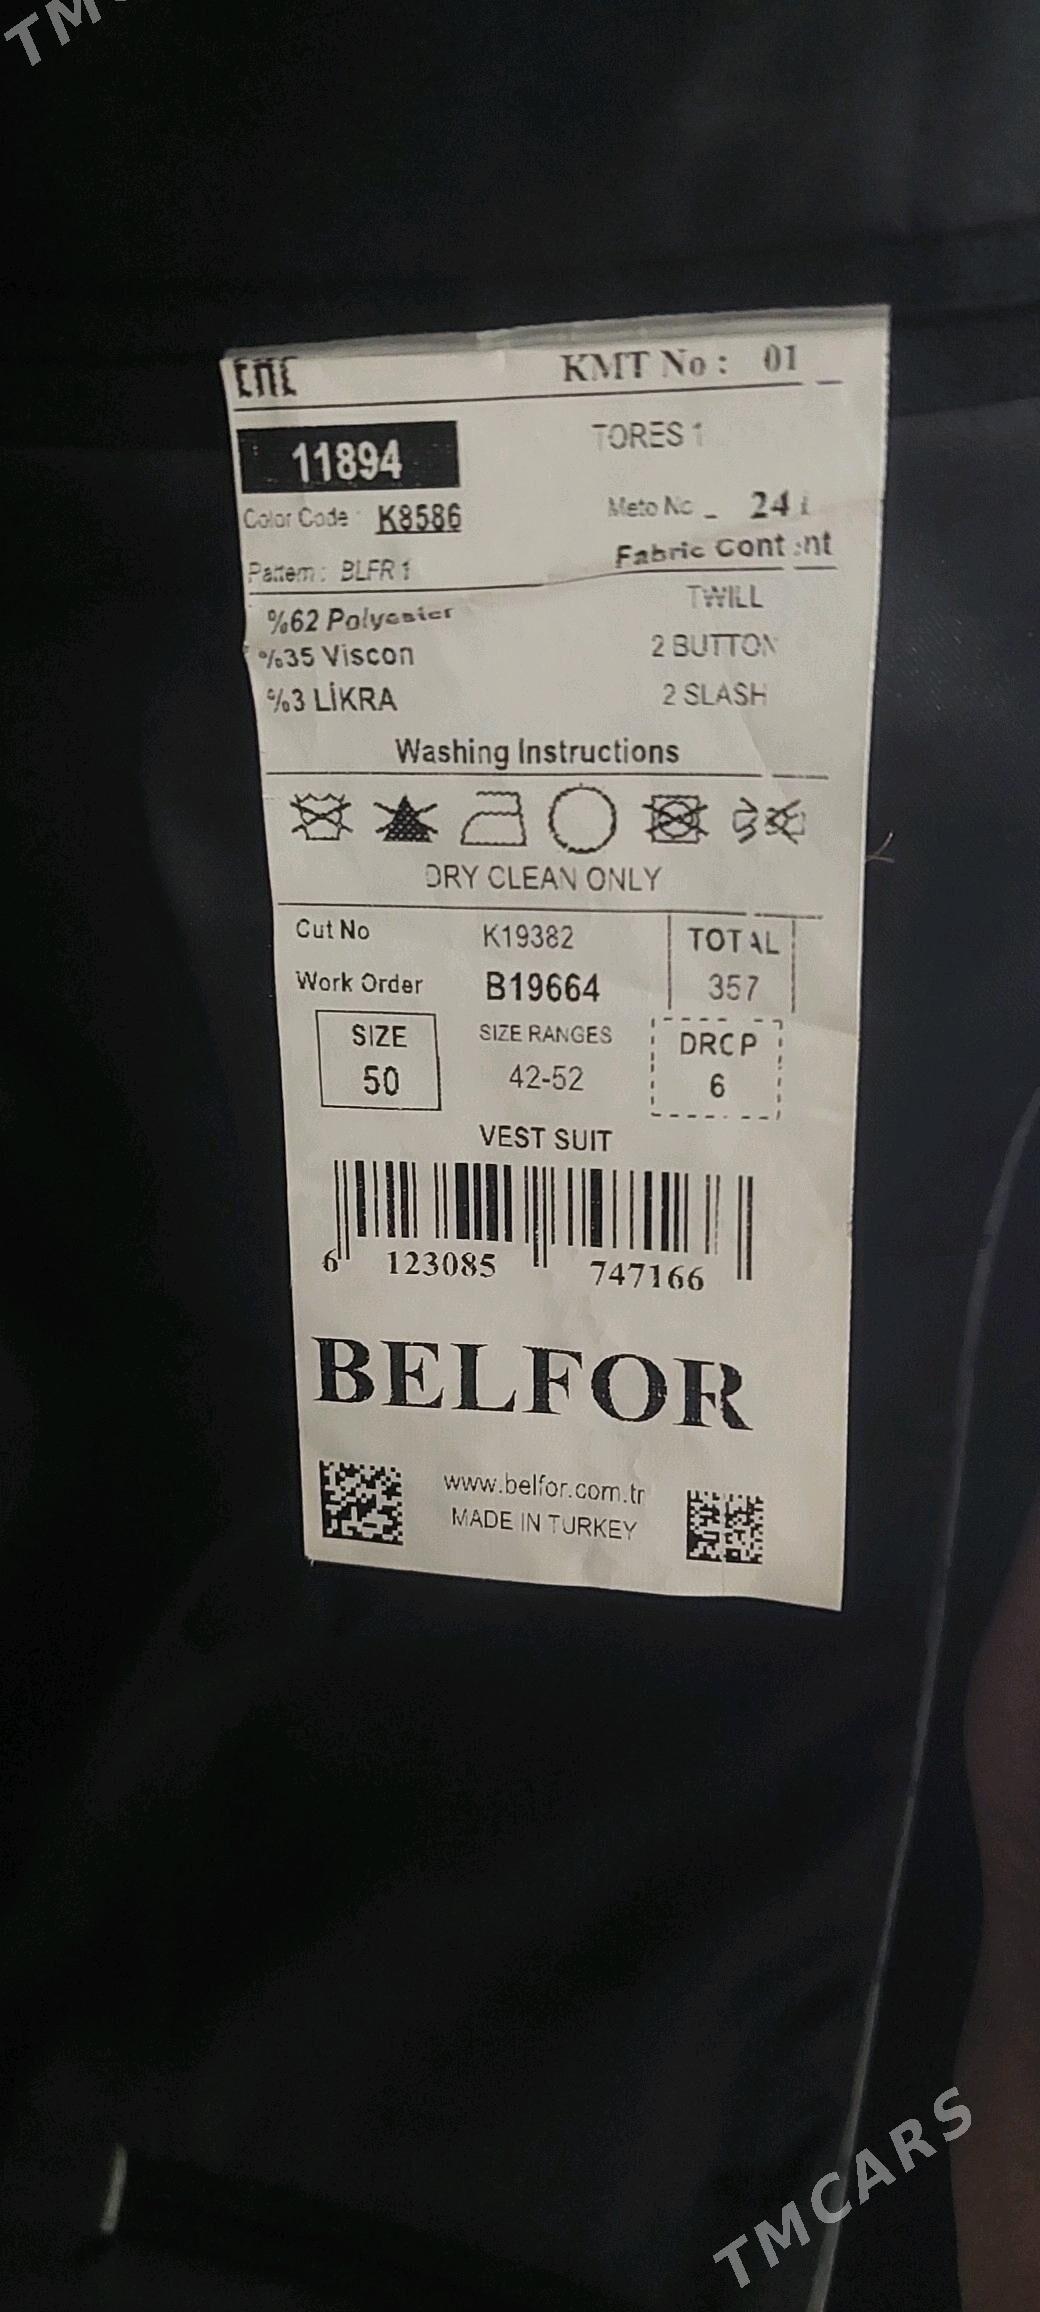 TMC
EAC KMT No : 01
11894 TORES 1
Color Code : K8586 Meto No 24
Pattern : BLFR 1 Fabric Content
%62 Polyester TWILL
%35 Viscon 2 BUTTON
%3 LİKRA 2 SLASH
Washing Instructions
DRY CLEAN ONLY
Cut No K19382 TOTAL
Work Order B19664 357
SIZE SIZE RANGES DRCP
50 42-52 6
VEST SUIT
6 123085 747166
BELFOR
www.belfor.com.tr
MADE IN TURKEY
TMCARS